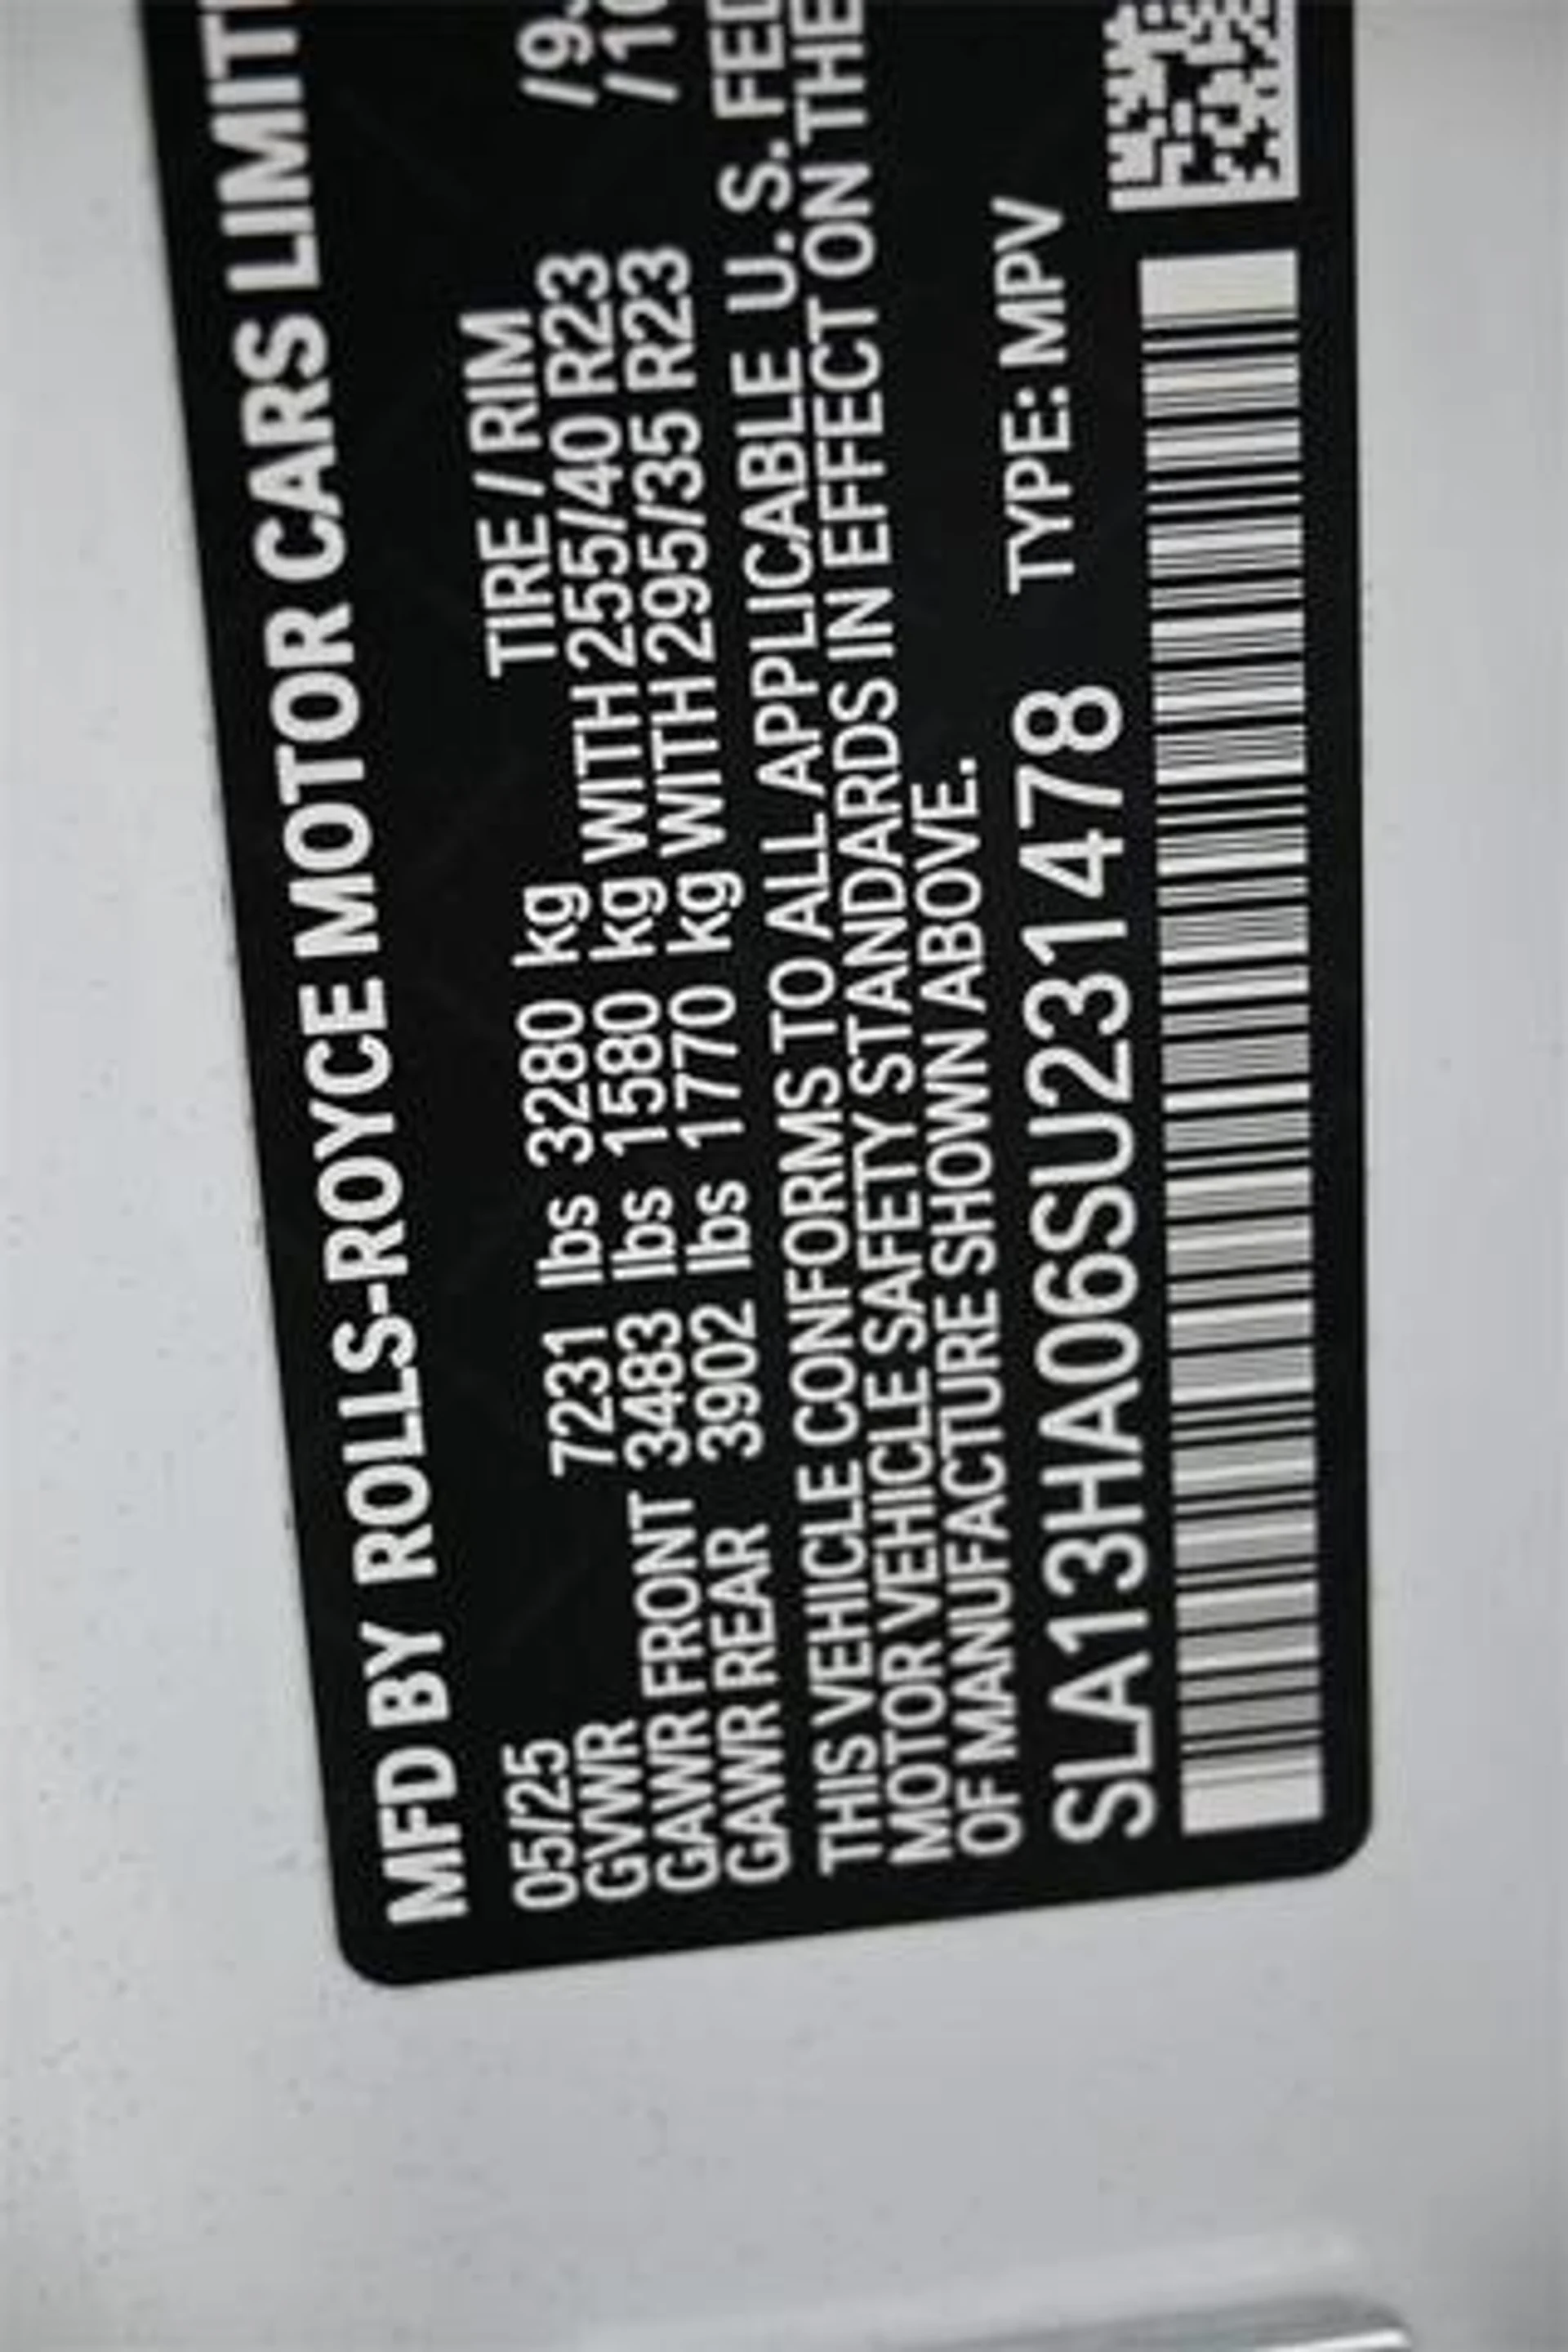 MFD BY ROLLS-ROYCE MOTOR CARS LIMIT
05/25 TIRE / RIM
GVWR 7231 lbs 3280 kg
GAWR FRONT 3483 lbs 1580 kg WITH 255/40 R23 /9
GAWR REAR 3902 lbs 1770 kg WITH 295/35 R23 /10
THIS VEHICLE CONFORMS TO ALL APPLICABLE U. S. FED
MOTOR VEHICLE SAFETY STANDARDS IN EFFECT ON THE
OF MANUFACTURE SHOWN ABOVE.
SLA13HA06SU231478 TYPE: MPV